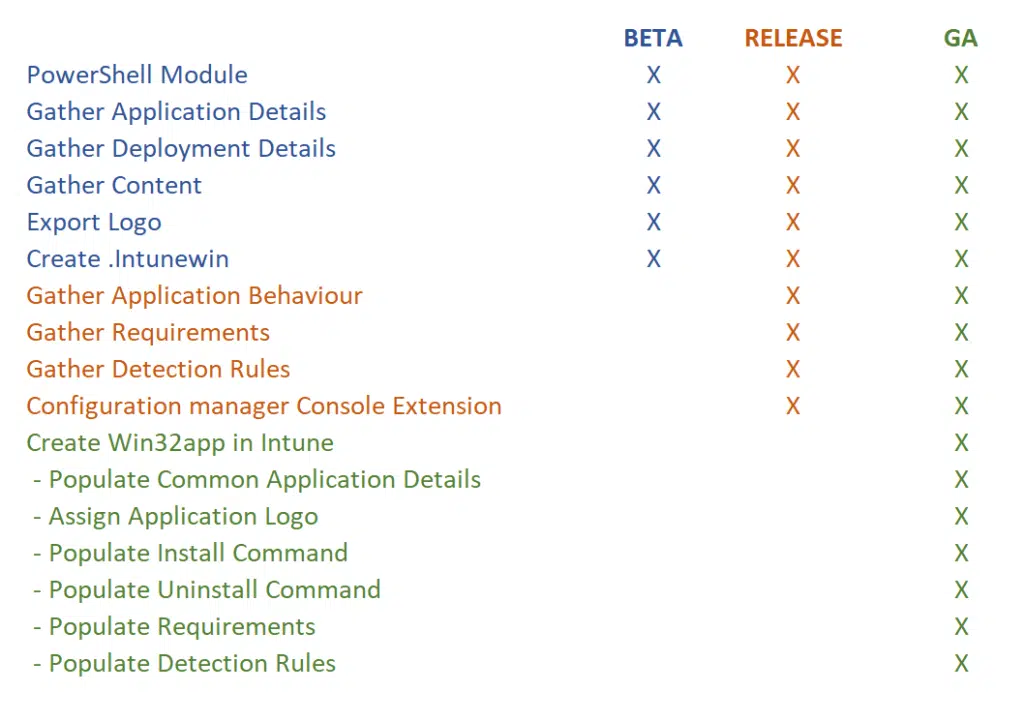 BETA RELEASE GA
PowerShell Module X X X
Gather Application Details X X X
Gather Deployment Details X X X
Gather Content X X X
Export Logo X X X
Create .Intunewin X X X
Gather Application Behaviour X X
Gather Requirements X X
Gather Detection Rules X X
Configuration manager Console Extension X X
Create Win32app in Intune X
- Populate Common Application Details X
- Assign Application Logo X
- Populate Install Command X
- Populate Uninstall Command X
- Populate Requirements X
- Populate Detection Rules X